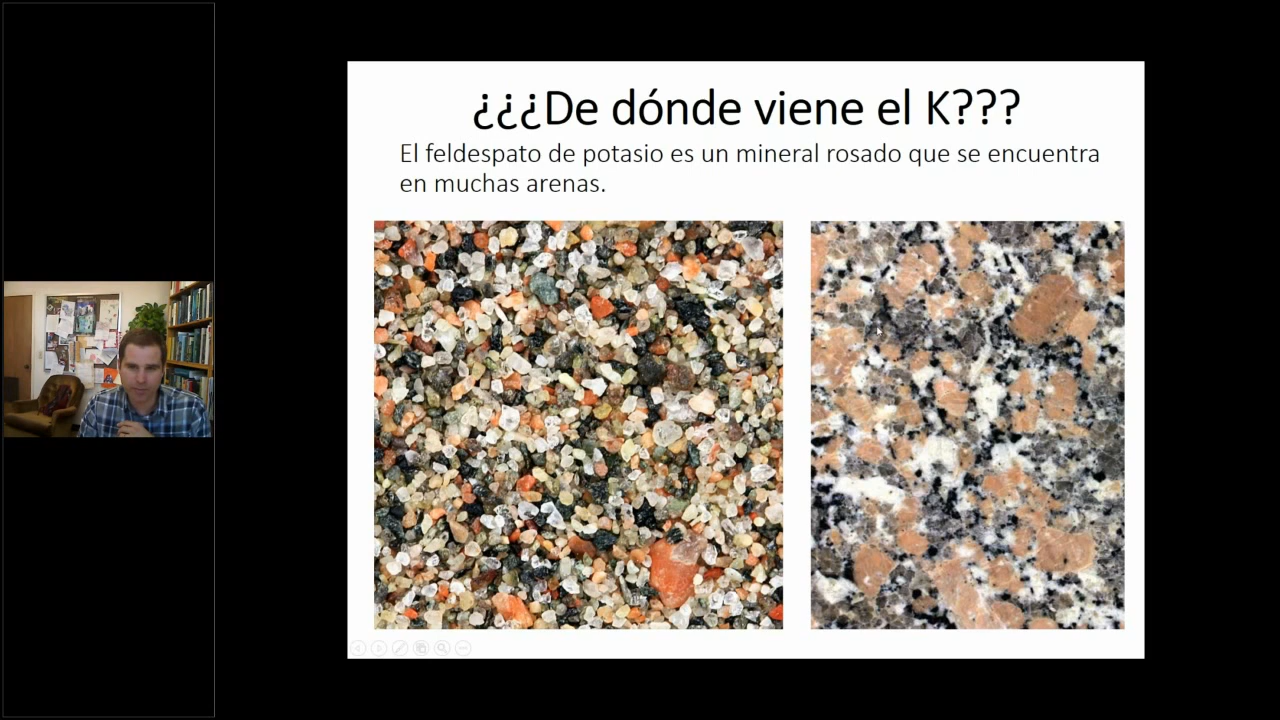 ¿¿¿De dónde viene el K???
El feldespato de potasio es un mineral rosado que se encuentra
en muchas arenas.